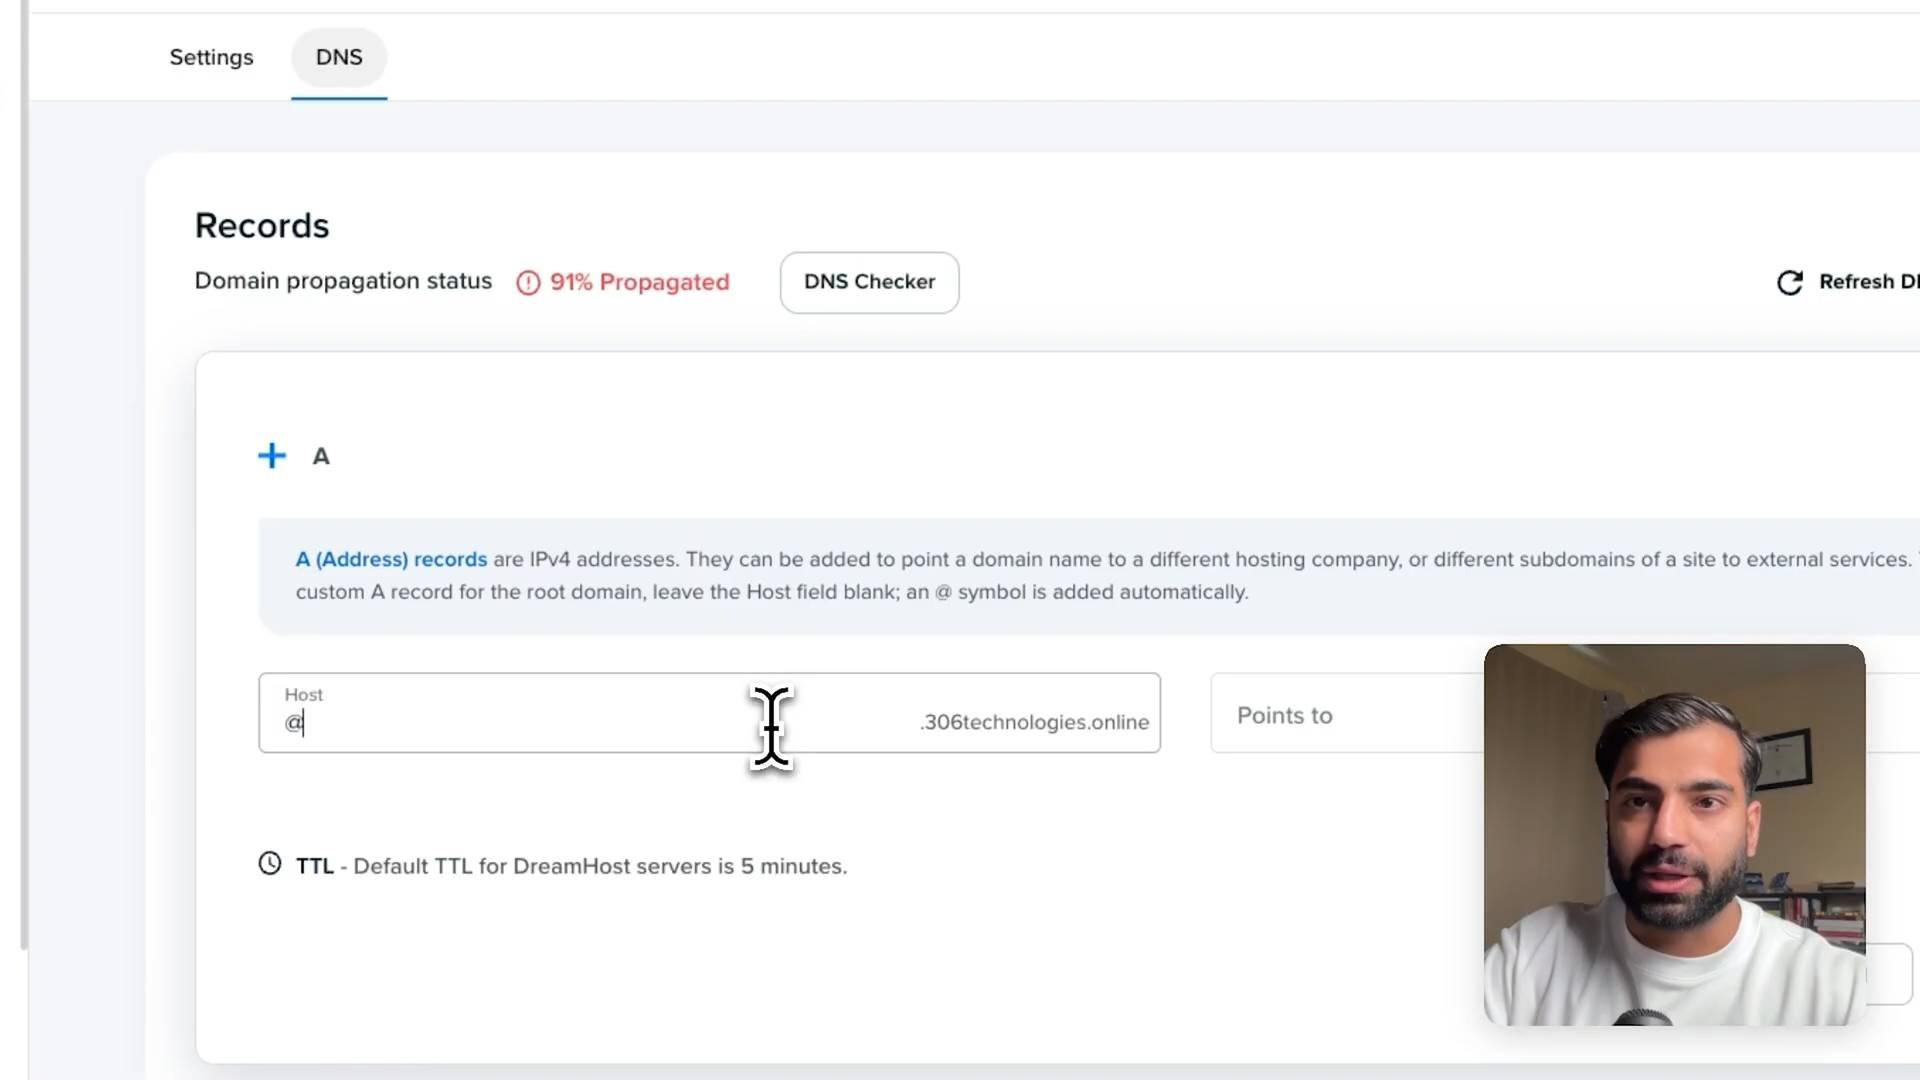 Settings
DNS
Records
Domain propagation status
91% Propagated
DNS Checker
Refresh
A
A (Address) records are IPv4 addresses. They can be added to point a domain name to a different hosting company, or different subdomains of a site to external services.
custom A record for the root domain, leave the Host field blank; an @ symbol is added automatically.
Host
@
.306technologies.online
Points to
TTL - Default TTL for DreamHost servers is 5 minutes.